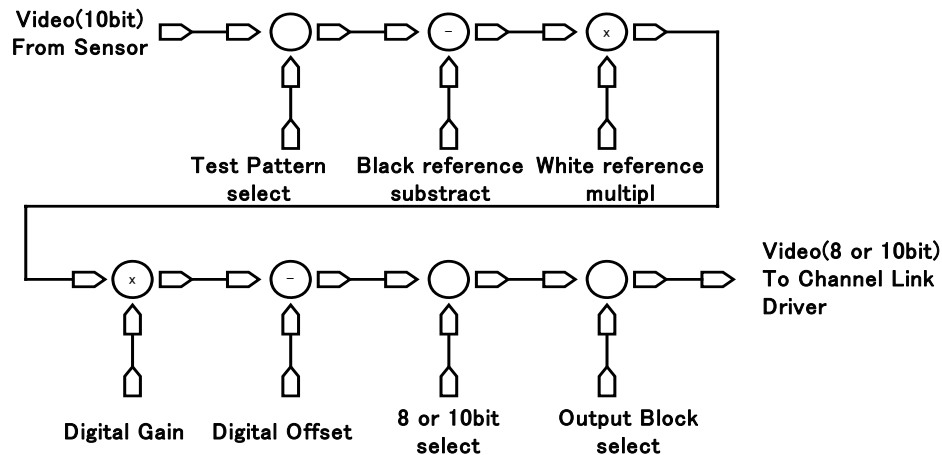 Video(10bit)
From Sensor
-
x
Test Pattern
select
Black reference
substract
White reference
multipl
x
-
Video(8 or 10bit)
To Channel Link
Driver
Digital Gain
Digital Offset
8 or 10bit
select
Output Block
select